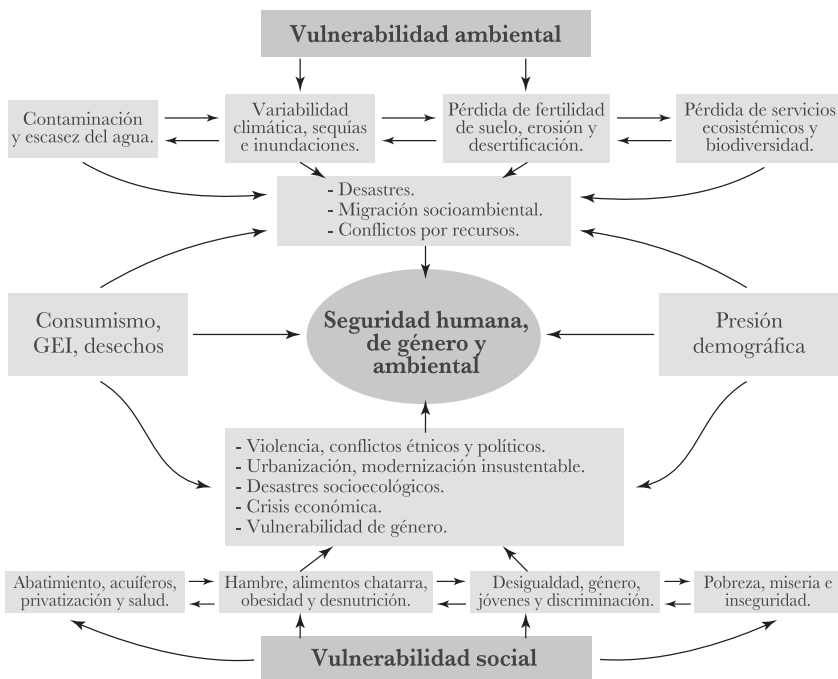 Vulnerabilidad ambiental
Contaminación
y escasez del agua.
Variabilidad
climática, sequías
e inundaciones.
Pérdida de fertilidad
de suelo, erosión y
desertificación.
Pérdida de servicios
ecosistémicos y
biodiversidad.
- Desastres.
- Migración socioambiental.
- Conflictos por recursos.
Consumismo,
GEI, desechos
Seguridad humana,
de género y
ambiental
Presión
demográfica
- Violencia, conflictos étnicos y políticos.
- Urbanización, modernización insustentable.
- Desastres socioecológicos.
- Crisis económica.
- Vulnerabilidad de género.
Abatimiento, acuíferos,
privatización y salud.
Hambre, alimentos chatarra,
obesidad y desnutrición.
Desigualdad, género,
jóvenes y discriminación.
Pobreza, miseria e
inseguridad.
Vulnerabilidad social